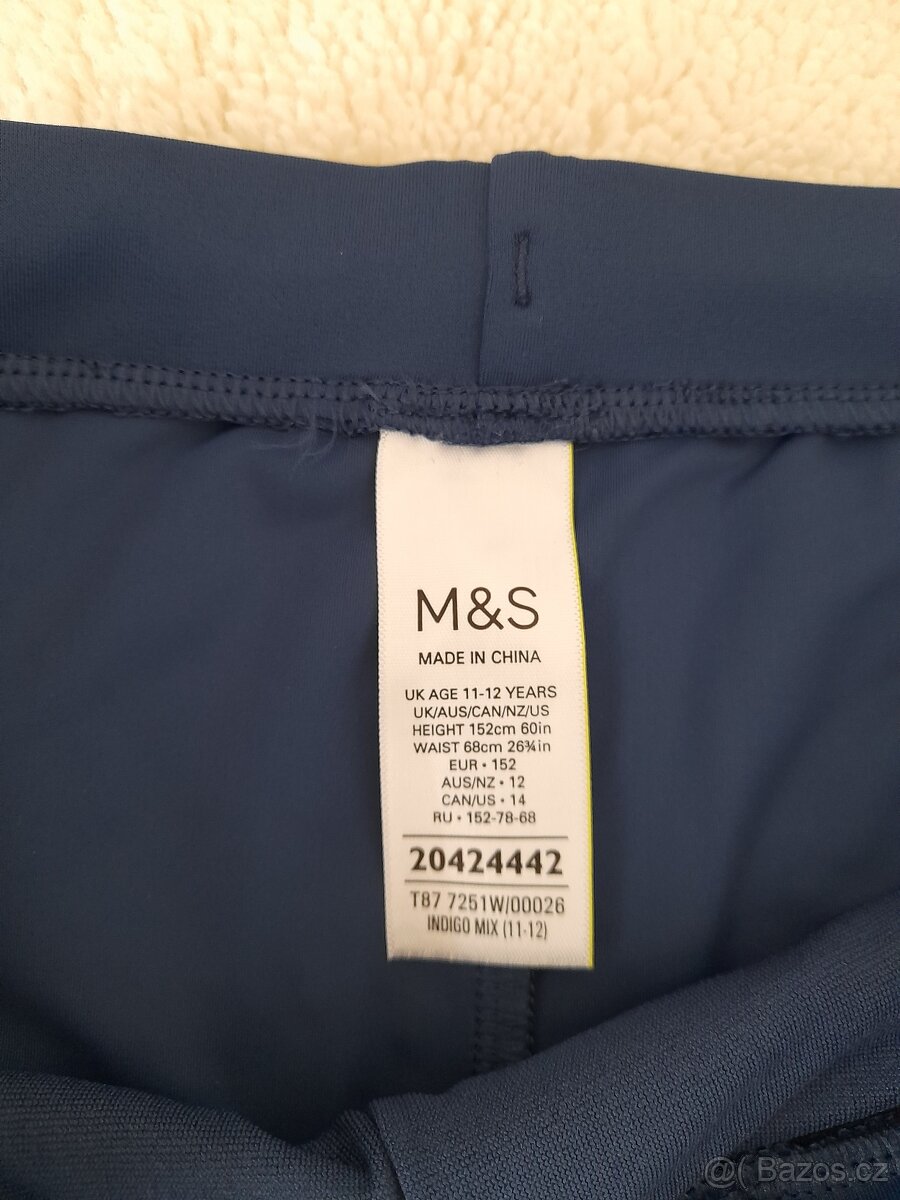 M&S
MADE IN CHINA
UK AGE 11-12 YEARS
UK/AUS/CAN/NZ/US
HEIGHT 152cm 60in
WAIST 68cm 26¾in
EUR • 152
AUS/NZ • 12
CAN/US • 14
RU • 152-78-68
20424442
T87 7251W/00026
INDIGO MIX (11-12)
@( Bazos.cz